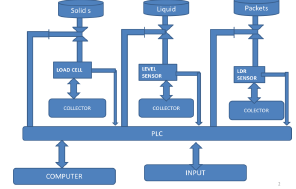 Solid s
Liquid
Packets
LOAD CELL
LEVEL
SENSOR
LDR
SENSOR
COLLECTOR
COLLECTOR
COLLECTOR
PLC
COMPUTER
INPUT